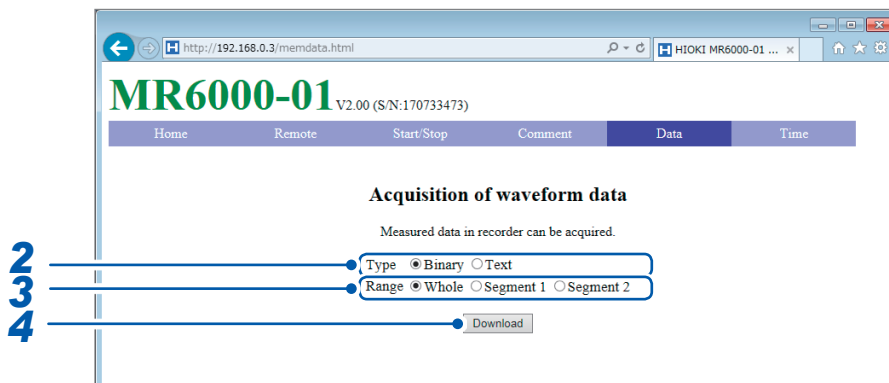 http://192.168.0.3/memdata.html
HIOKI MR6000-01 ...
MR6000-01 V2.00 (S/N:170733473)
Home Remote Start/Stop Comment Data Time
Acquisition of waveform data
Measured data in recorder can be acquired.
2 Type Binary Text
3 Range Whole Segment 1 Segment 2
4 Download